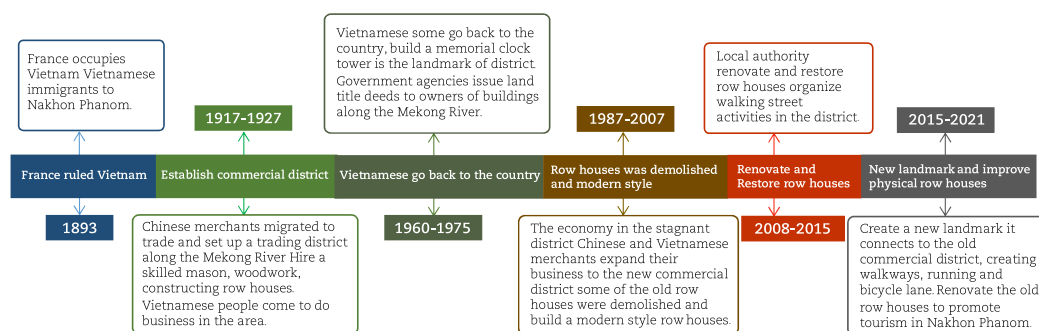 France occupies
Vietnam Vietnamese
immigrants to
Nakhon Phanom.
France ruled Vietnam
1893
1917-1927
Establish commercial district
Chinese merchants migrated to
trade and set up a trading district
along the Mekong River Hire a
skilled mason, woodwork,
constructing row houses.
Vietnamese people come to do
business in the area.
Vietnamese some go back to the
country, build a memorial clock
tower is the landmark of district.
Government agencies issue land
title deeds to owners of buildings
along the Mekong River.
Vietnamese go back to the country
1960-1975
1987-2007
Row houses was demolished
and modern style
The economy in the stagnant
district Chinese and Vietnamese
merchants expand their
business to the new commercial
district some of the old row
houses were demolished and
build a modern style row houses.
Local authority
renovate and restore
row houses organize
walking street
activities in the district.
Renovate and
Restore row houses
2008-2015
2015-2021
New landmark and improve
physical row houses
Create a new landmark it
connects to the old
commercial district, creating
walkways, running and
bicycle lane. Renovate the old
row houses to promote
tourism in Nakhon Phanom.